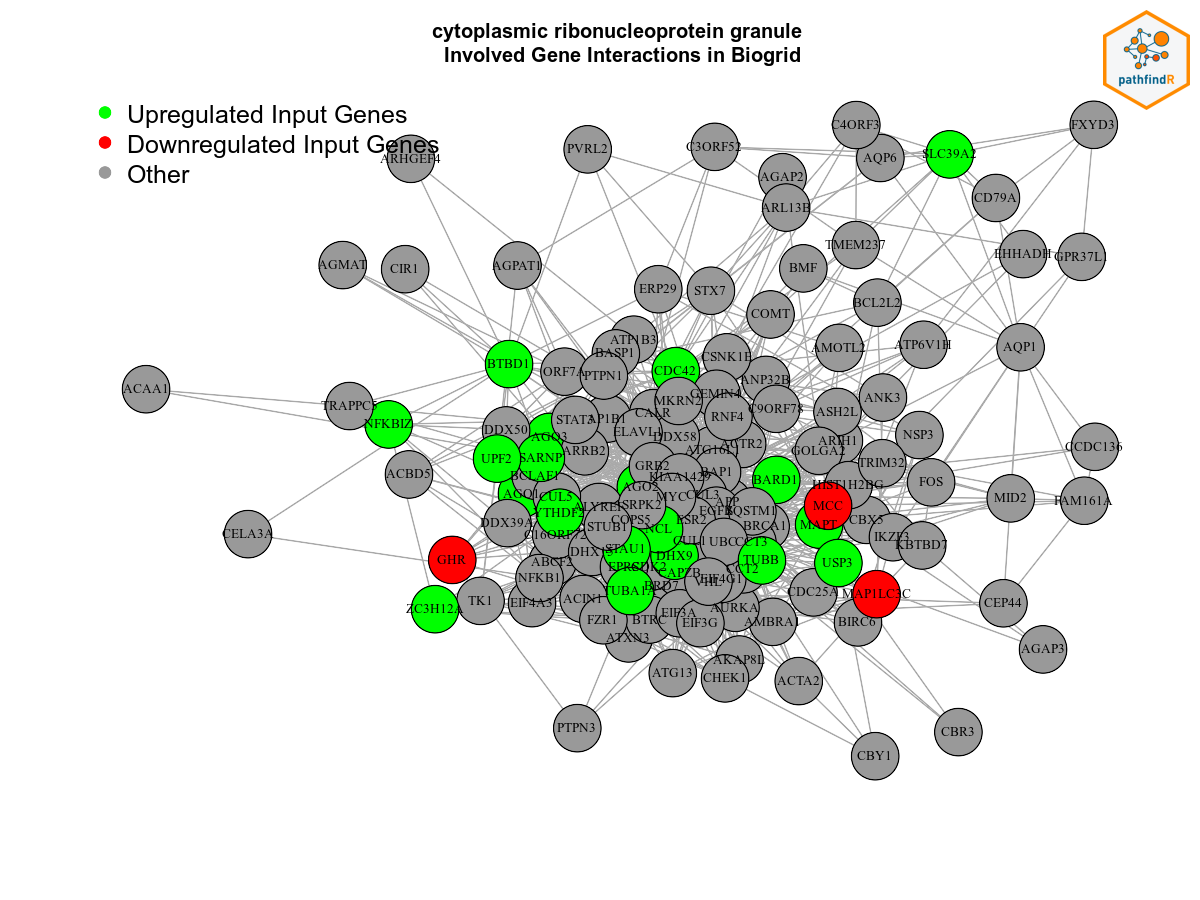 cytoplasmic ribonucleoprotein granule
Involved Gene Interactions in Biogrid
pathfindR
Upregulated Input Genes
Downregulated Input Genes
Other
ARHGEF4
PVRL2
C3ORF52
C4ORF3
AQP6
SLC39A2
FXYD3
AGAP2
ARL13B
CD79A
AGMAT
CIR1
AGPAT1
TMEM237
EHHADH
GPR37L1
ERP29
STX7
BMF
BCL2L2
COMT
ATP1B3
BASP1
CSNK1E
AMOTL2
ATP6V1H
AQP1
BTBD1
ORF7A
PTPN1
CDC42
ANP32B
ACAA1
TRAPPC5
NFKBIZ
MKRN2
GEMIN4
C9ORF78
ASH2L
ANK3
DDX50
AGO3
STAT3
AP1B1
CALR
RNF4
ELAVL1
DDX58
ATG16L1
ACTR2
ARIH1
NSP3
CCDC136
UPF2
SARNP
ARRB2
GOLGA2
TRIM32
ACBD5
BCLAF1
GRB2
KIAA1429
BAP1
BARD1
HIST1H2BG
FOS
MID2
FAM161A
AGO1
CUL5
AGO2
MYC
CUL3
APP
MCC
YTHDF2
ALYREF
SRPK2
EGFR
SQSTM1
DDX39A
STUB1
COPS5
ESR2
BRCA1
MAPT
CBX5
CELA3A
C16ORF72
NCL
CUL1
UBC
CCT3
IKZF3
KBTBD7
GHR
ABCF2
STAU1
DHX9
TUBB
USP3
NFKB1
CDK2
CAPZB
CCT2
EIF4G1
ZC3H12A
TK1
EIF4A3
ACIN1
TUBA1A
BRD7
VHL
CDC25A
MAP1LC3C
CEP44
FZR1
BTRC
EIF3A
EIF3G
AURKA
AMBRA1
BIRC6
ATXN3
AGAP3
ATG13
AKAP8L
CHEK1
ACTA2
PTPN3
CBR3
CBY1